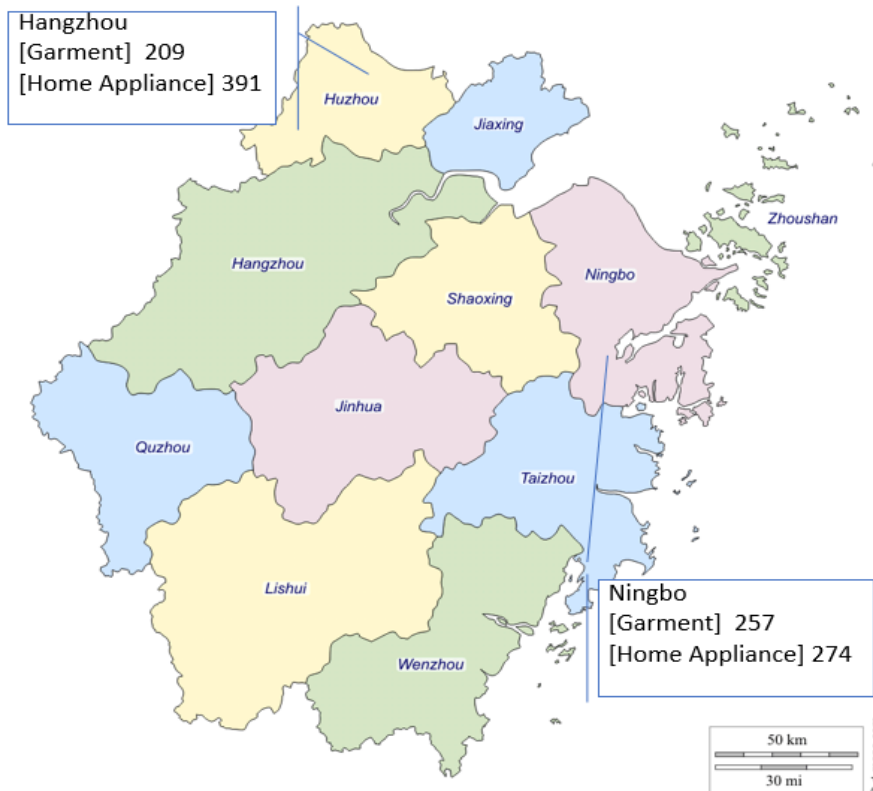 Hangzhou
[Garment]  209
[Home Appliance] 391
Huzhou
Jiaxing
Zhoushan
Hangzhou
Ningbo
Shaoxing
Jinhua
Quzhou
Taizhou
Lishui
Ningbo
[Garment]  257
[Home Appliance] 274
Wenzhou
50 km
30 mi